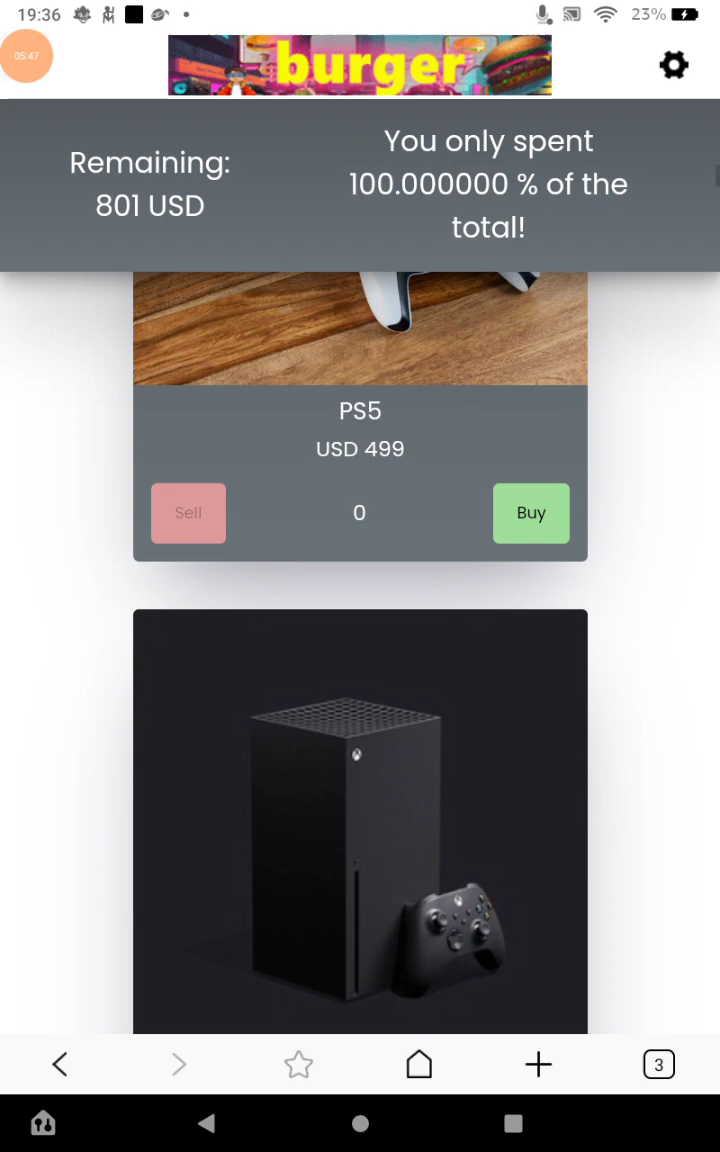 19:36
23%
05:47
burger
Remaining:
801 USD
You only spent
100.000000 % of the
total!
PS5
USD 499
Sell
0
Buy
3